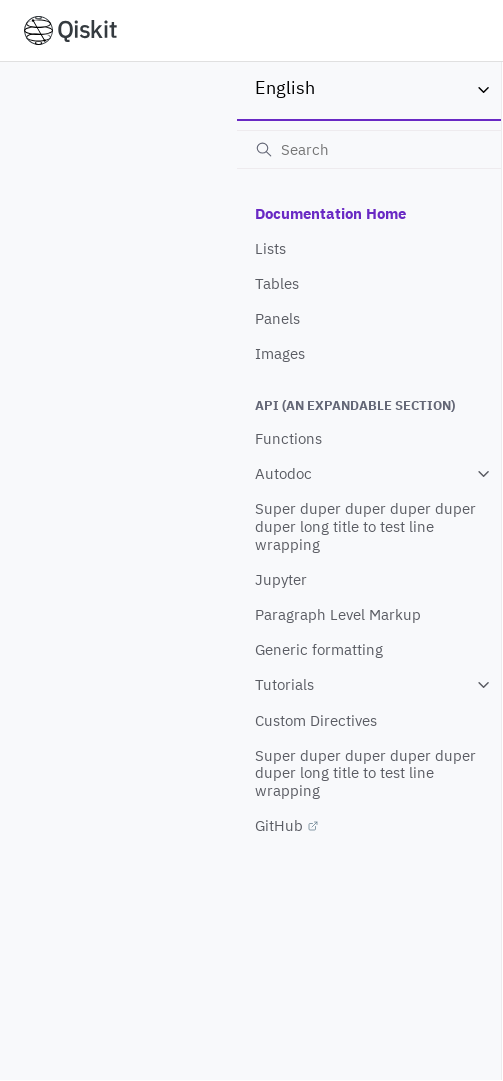 Qiskit
English
Search
Documentation Home
Lists
Tables
Panels
Images
API (AN EXPANDABLE SECTION)
Functions
Autodoc
Super duper duper duper duper
duper long title to test line
wrapping
Jupyter
Paragraph Level Markup
Generic formatting
Tutorials
Custom Directives
Super duper duper duper duper
duper long title to test line
wrapping
GitHub